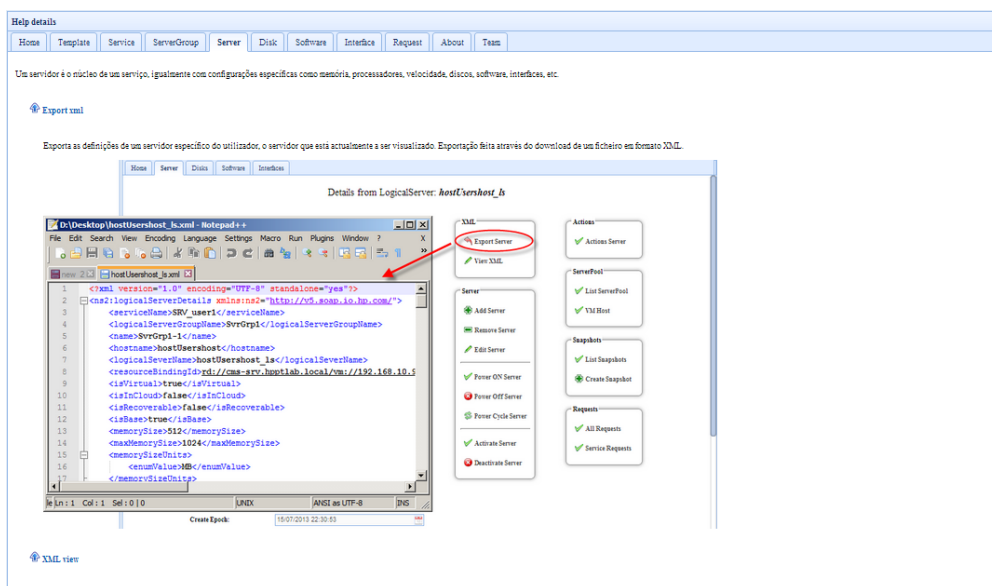 Help details
Home Template Service ServerGroup Server Disk Software Interfice Request About Team
Um servidor é o núcleo de um serviço, igualmente com configurações específicas como memória, processadores, velocidade, discos, software, interfaces, etc.
Export xml
Exporta as definições de um servidor específico do utilizador, o servidor que está actualmente a ser visualizado. Exportação feita através do download de um ficheiro em formato XML.
Home Server Disks Software Interfaces
Details from LogicalServer: hostUsershost_ls
D:\Desktop\hostUsershost_ls.xml - Notepad++
File Edit Search View Encoding Language Settings Macro Run Plugins Window ? X
new 2 hostUsershost_ls.xml
1 <?xml version="1.0" encoding="UTF-8" standalone="yes"?>
2 <ns2:logicalServerDetails xmlns:ns2="http://v5.soap.io.hp.com/">
3 <serviceName>SRV_user1</serviceName>
4 <logicalServerGroupName>SvrGrp1</logicalServerGroupName>
5 <name>SvrGrp1-1</name>
6 <hostname>hostUsershost</hostname>
7 <logicalSeverName>hostUsershost_ls</logicalSeverName>
8 <resourceBindingId>rd://cms-srv.hpptlab.local/vm://192.168.10.9
9 <isVirtual>true</isVirtual>
10 <isInCloud>false</isInCloud>
11 <isRecoverable>false</isRecoverable>
12 <isBase>true</isBase>
13 <memorySize>512</memorySize>
14 <maxMemorySize>1024</maxMemorySize>
15 <memorySizeUnits>
16 <enumValue>MB</enumValue>
17 </memorySizeUnits>
le Ln : 1 Col : 1 Sel : 0 | 0 UNIX ANSI as UTF-8 INS
XML
Export Server
View XML
Server
Add Server
Remove Server
Edit Server
Power ON Server
Power Off Server
Power Cycle Server
Activate Server
Deactivate Server
Actions
Actions Server
ServerPool
List ServerPool
VM Host
Snapshots
List Snapshots
Create Snapshot
Requests
All Requests
Service Requests
Create Epoch: 15/07/2013 22:30:53
XML view